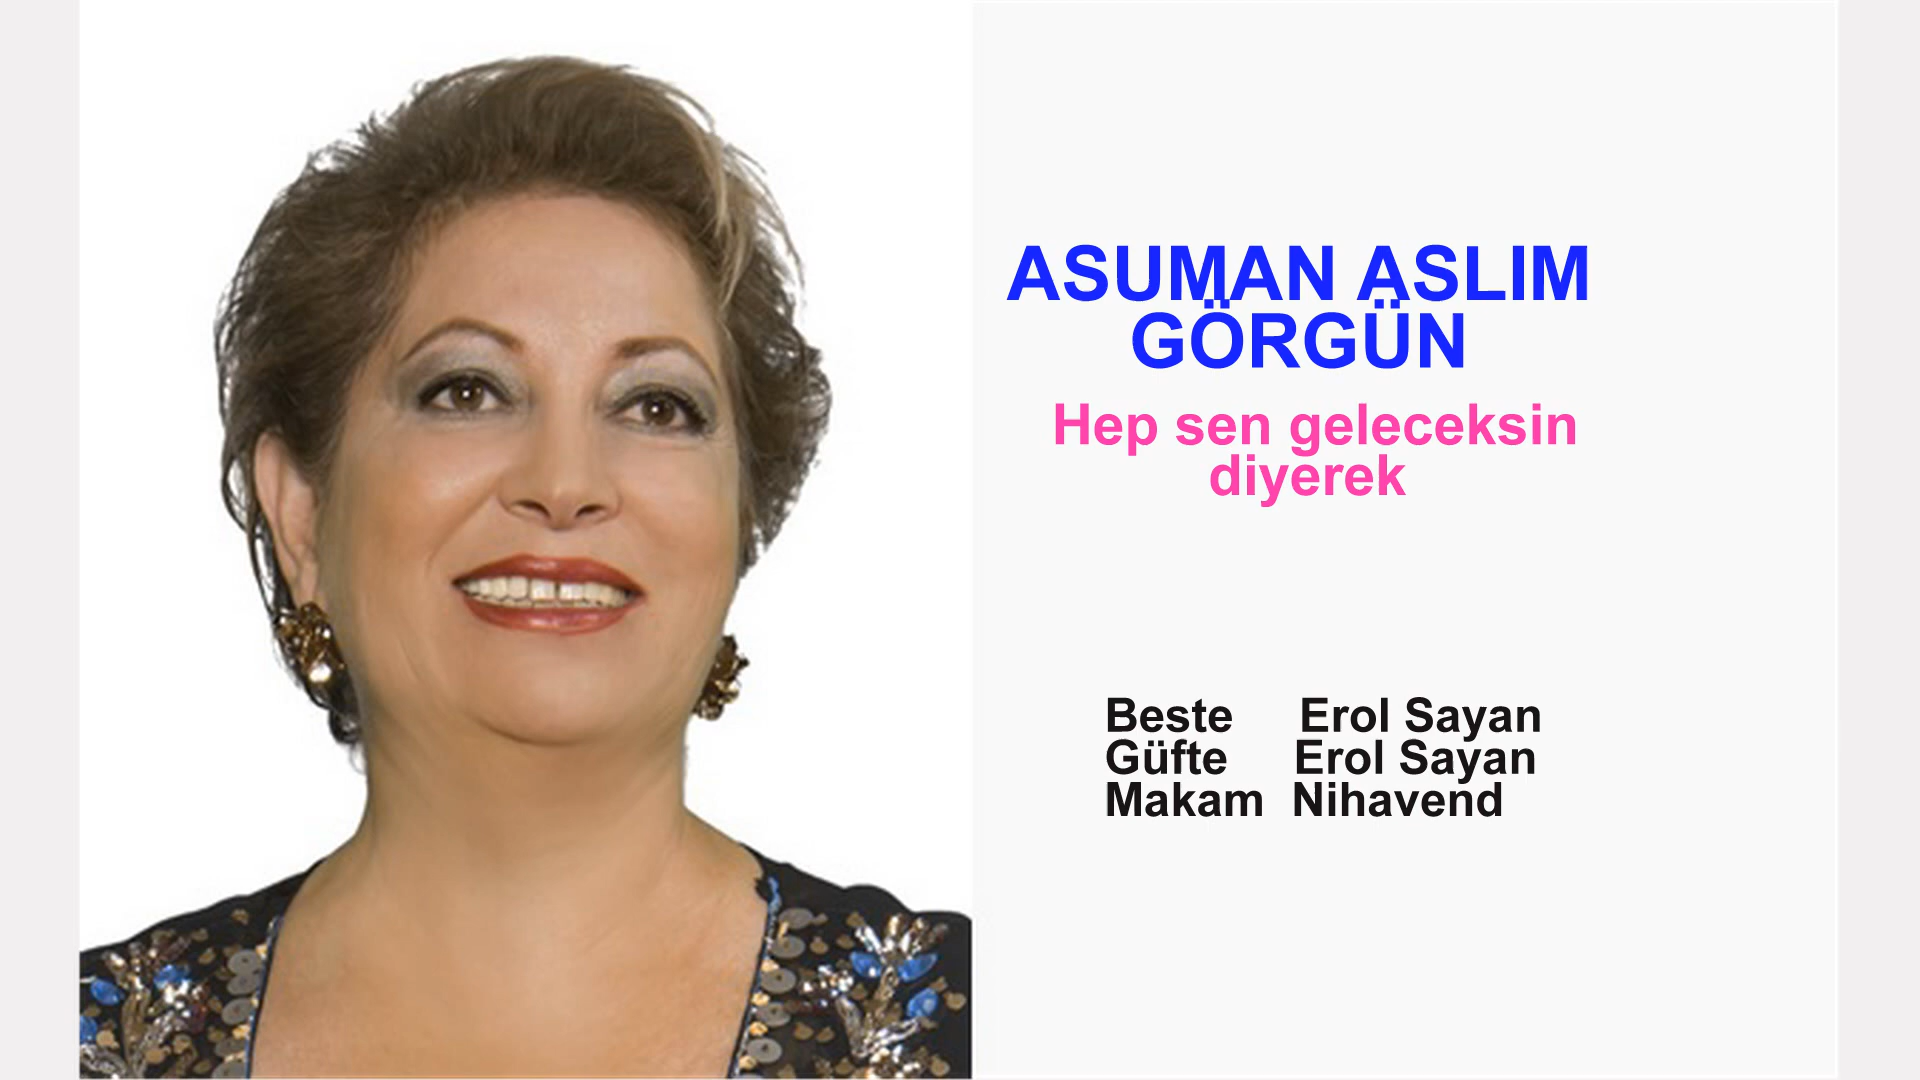 ASUMAN ASLIM
GÖRGÜN
Hep sen geleceksin
diyerek
Beste Erol Sayan
Güfte Erol Sayan
Makam Nihavend